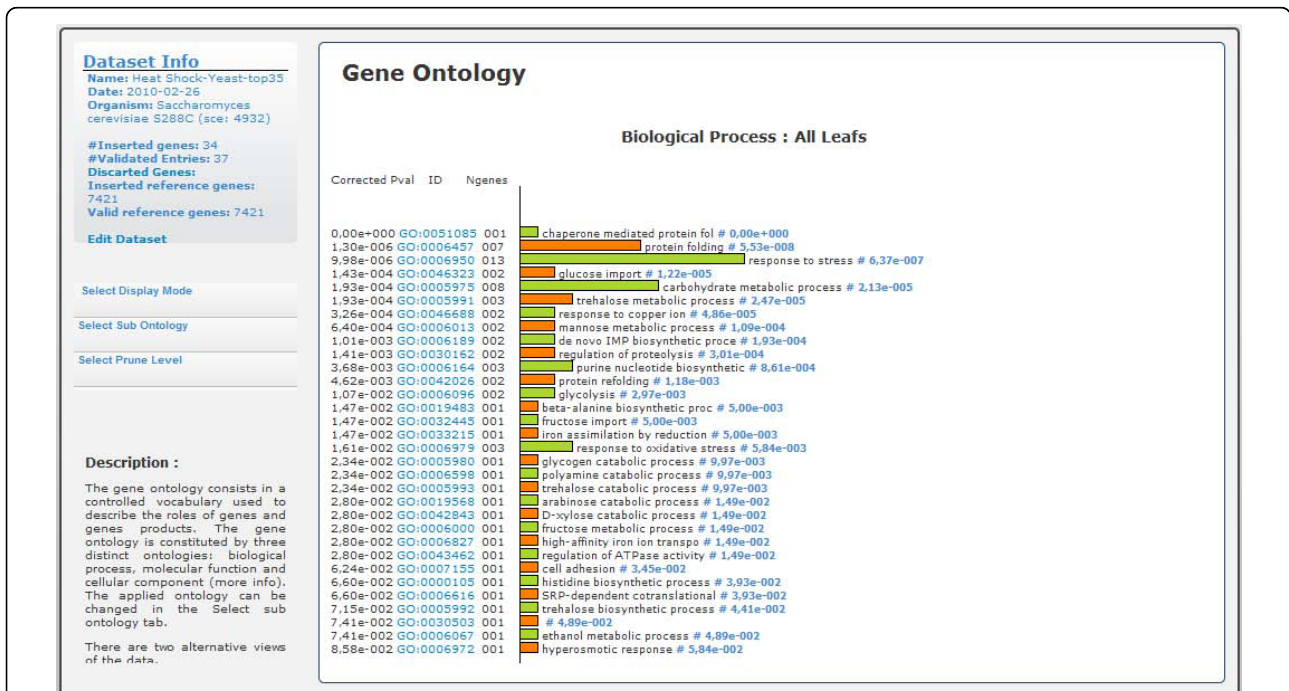 Dataset Info
Name: Heat Shock-Yeast-top35
Date: 2010-02-26
Organism: Saccharomyces
cerevisiae S288C (sce: 4932)
#Inserted genes: 34
#Validated Entries: 37
Discarted Genes:
Inserted reference genes:
7421
Valid reference genes: 7421
Edit Dataset
Select Display Mode
Select Sub Ontology
Select Prune Level
Description :
The gene ontology consists in a
controlled vocabulary used to
describe the roles of genes and
genes products. The gene
ontology is constituted by three
distinct ontologies: biological
process, molecular function and
cellular component (more info).
The applied ontology can be
changed in the Select sub
ontology tab.
There are two alternative views
of the data.
Gene Ontology
Biological Process : All Leafs
Corrected Pval ID Ngenes
0,00e+000 GO:0051085 001 chaperone mediated protein fol # 0,00e+000
1,30e-006 GO:0006457 007 protein folding # 5,53e-008
9,98e-006 GO:0006950 013 response to stress # 6,37e-007
1,43e-004 GO:0046323 002 glucose import # 1,22e-005
1,93e-004 GO:0005975 008 carbohydrate metabolic process # 2,13e-005
1,93e-004 GO:0005991 003 trehalose metabolic process # 2,47e-005
3,26e-004 GO:0046688 002 response to copper ion # 4,86e-005
6,40e-004 GO:0006013 002 mannose metabolic process # 1,09e-004
1,01e-003 GO:0006189 002 de novo IMP biosynthetic proce # 1,93e-004
1,41e-003 GO:0030162 002 regulation of proteolysis # 3,01e-004
3,68e-003 GO:0006164 003 purine nucleotide biosynthetic # 8,61e-004
4,62e-003 GO:0042026 002 protein refolding # 1,18e-003
1,07e-002 GO:0006096 002 glycolysis # 2,97e-003
1,47e-002 GO:0019483 001 beta-alanine biosynthetic proc # 5,00e-003
1,47e-002 GO:0032445 001 fructose import # 5,00e-003
1,47e-002 GO:0033215 001 iron assimilation by reduction # 5,00e-003
1,61e-002 GO:0006979 003 response to oxidative stress # 5,84e-003
2,34e-002 GO:0005980 001 glycogen catabolic process # 9,97e-003
2,34e-002 GO:0006598 001 polyamine catabolic process # 9,97e-003
2,34e-002 GO:0005993 001 trehalose catabolic process # 9,97e-003
2,80e-002 GO:0019568 001 arabinose catabolic process # 1,49e-002
2,80e-002 GO:0042843 001 D-xylose catabolic process # 1,49e-002
2,80e-002 GO:0006000 001 fructose metabolic process # 1,49e-002
2,80e-002 GO:0006827 001 high-affinity iron ion transpo # 1,49e-002
2,80e-002 GO:0043462 001 regulation of ATPase activity # 1,49e-002
6,24e-002 GO:0007155 001 cell adhesion # 3,45e-002
6,60e-002 GO:0000105 001 histidine biosynthetic process # 3,93e-002
6,60e-002 GO:0006616 001 SRP-dependent cotranslational # 3,93e-002
7,15e-002 GO:0005992 001 trehalose biosynthetic process # 4,41e-002
7,41e-002 GO:0030503 001 # 4,89e-002
7,41e-002 GO:0006067 001 ethanol metabolic process # 4,89e-002
8,58e-002 GO:0006972 001 hyperosmotic response # 5,84e-002